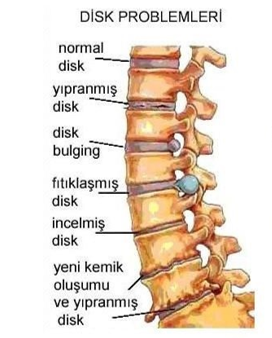 DİSK PROBLEMLERİ
normal
disk
yıpranmış
disk
disk
bulging
fıtıklaşmış
disk
incelmiş
disk
yeni kemik
oluşumu
ve yıpranmış
disk